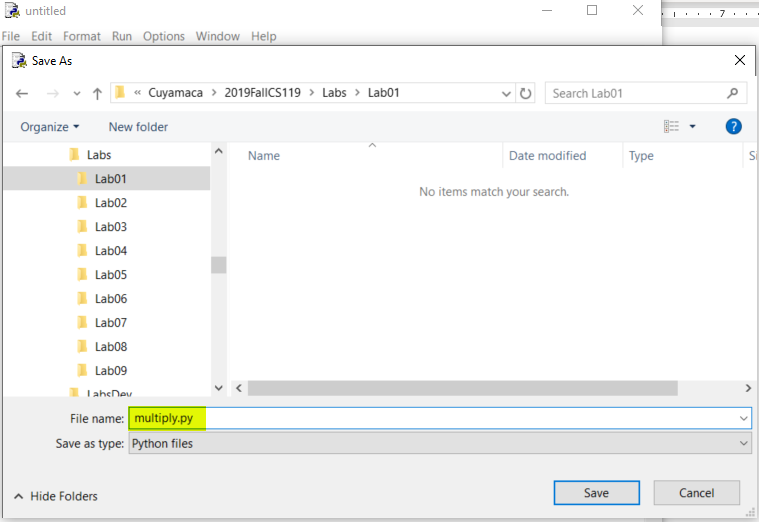 untitled
7
File Edit Format Run Options Window Help
Save As
« Cuyamaca > 2019FallCS119 > Labs > Lab01
Search Lab01
Organize New folder
?
Labs
Lab01
Lab02
Lab03
Lab04
Lab05
Lab06
Lab07
Lab08
Lab09
LabsDev
Name Date modified Type Si
No items match your search.
File name: multiply.py
Save as type: Python files
Hide Folders
Save Cancel